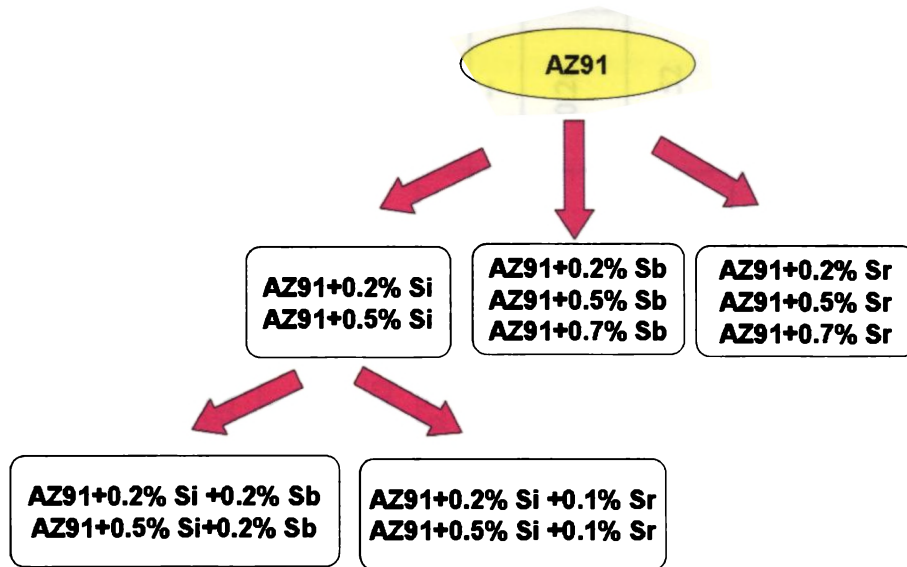 AZ91
AZ91+0.2% Si
AZ91+0.5% Si
AZ91+0.2% Sb
AZ91+0.5% Sb
AZ91+0.7% Sb
AZ91+0.2% Sr
AZ91+0.5% Sr
AZ91+0.7% Sr
AZ91+0.2% Si +0.2% Sb
AZ91+0.5% Si+0.2% Sb
AZ91+0.2% Si +0.1% Sr
AZ91+0.5% Si +0.1% Sr